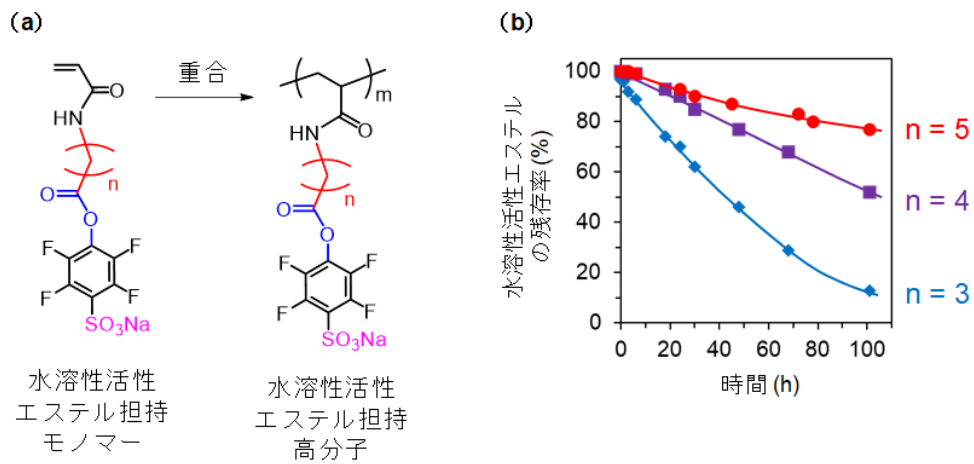 (a)
重合
O
m
HN
O
HN
n
O
n
O
O
O
F
F
F
F
F
F
F
F
SO₃Na
SO₃Na
水溶性活性
エステル担持
モノマー
水溶性活性
エステル担持
高分子
(b)
水溶性活性エステル
の残存率(%)
100
80
60
40
20
0
0
20
40
60
80
100
時間 (h)
n = 5
n = 4
n = 3